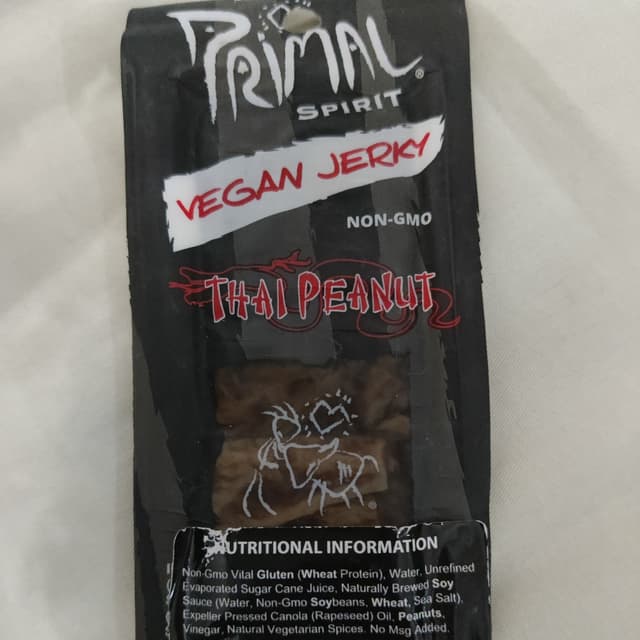 PRIMAL
SPIRIT®
VEGAN JERKY
NON-GMO
THAI PEANUT
®
NUTRITIONAL INFORMATION
Non-Gmo Vital Gluten (Wheat Protein), Water, Unrefined
Evaporated Sugar Cane Juice, Naturally Brewed Soy
Sauce (Water, Non-Gmo Soybeans, Wheat, Sea Salt),
Expeller Pressed Canola (Rapeseed) Oil, Peanuts,
Vinegar, Natural Vegetarian Spices. No Msg Added.